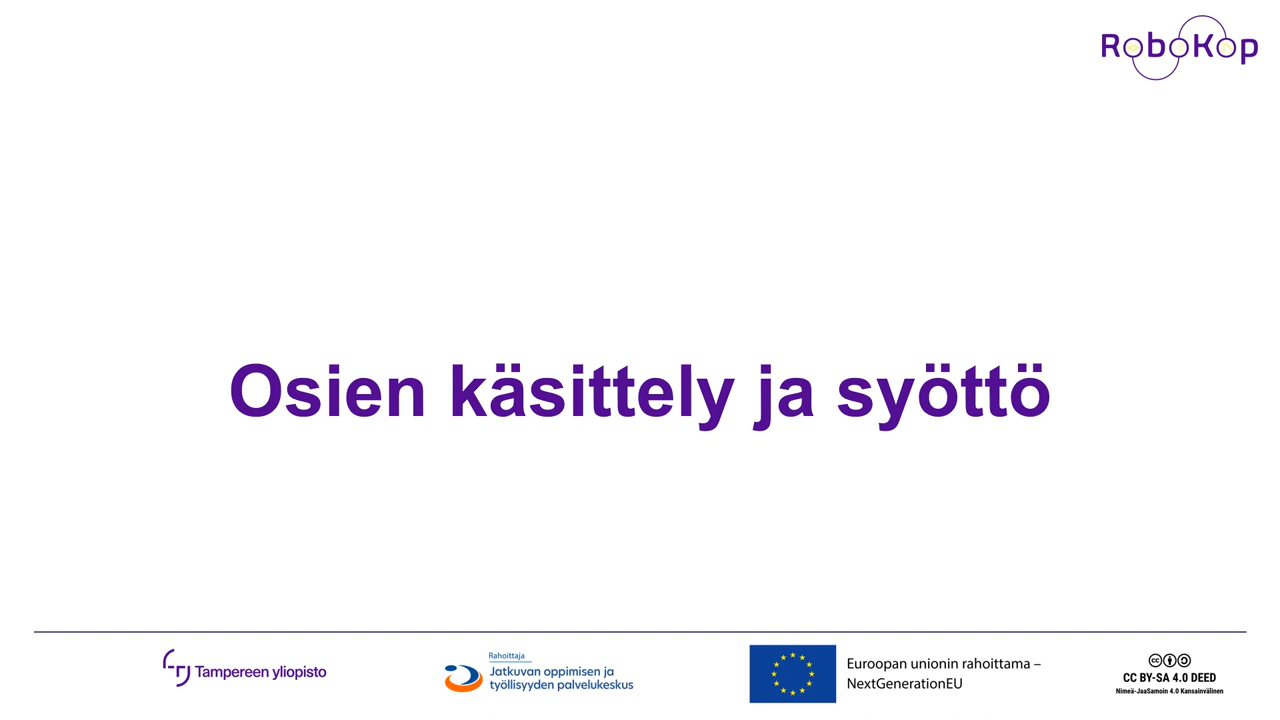 RoboKop
Osien käsittely ja syöttö
Tampereen yliopisto
Rahoittaja
Jatkuvan oppimisen ja
työllisyyden palvelukeskus
Euroopan unionin rahoittama –
NextGenerationEU
CC BY-SA 4.0 DEED
Nimeä-JaaSamoin 4.0 Kansainvälinen